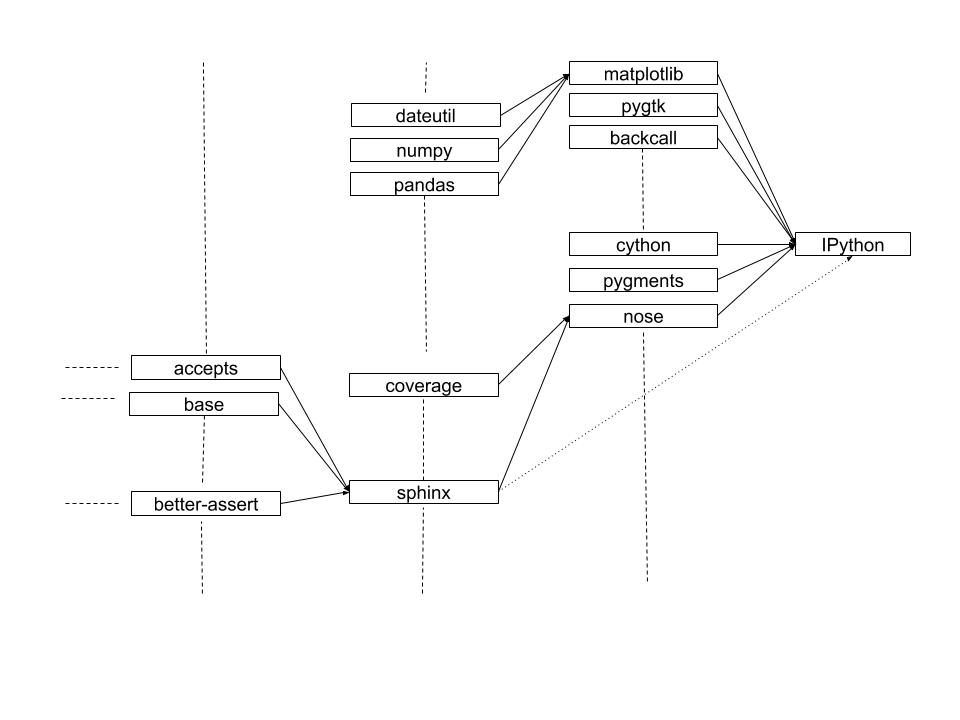 matplotlib
pygtk
backcall
dateutil
numpy
pandas
cython
pygments
nose
IPython
accepts
base
better-assert
coverage
sphinx